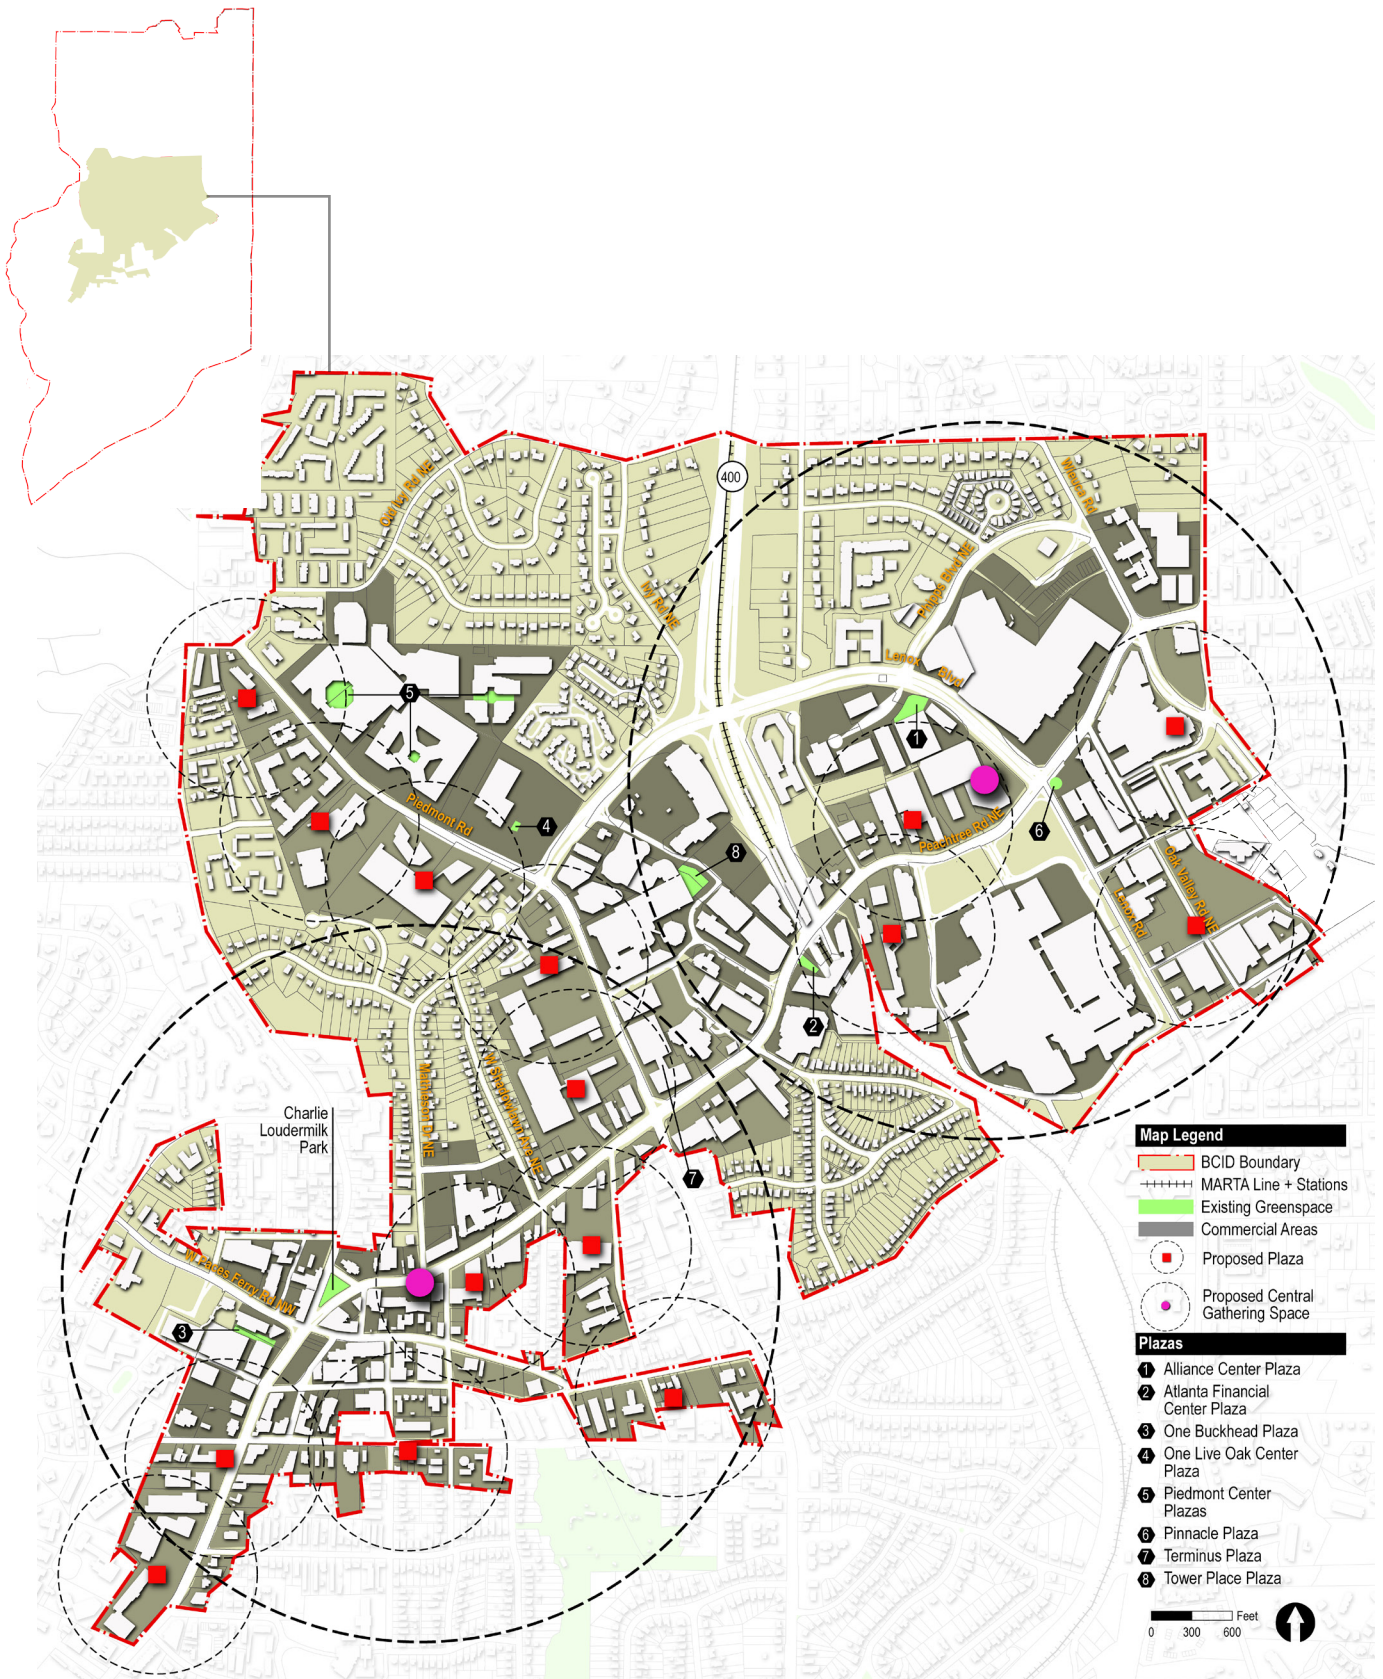 400
Old Ivy Rd NE
Wieuca Rd
Ivy Rd NE
Phipps Blvd NE
Lenox Blvd
5
1
Piedmont Rd
4
Peachtree Rd NE
6
8
Oak Valley Rd NE
Lenox Rd
2
W Shadowlawn Ave NE
Mathieson Dr NE
Charlie
Loudermilk
Park
7
W Paces Ferry Rd NW
3
Map Legend
BCID Boundary
MARTA Line + Stations
Existing Greenspace
Commercial Areas
Proposed Plaza
Proposed Central
Gathering Space
Plazas
1 Alliance Center Plaza
2 Atlanta Financial
Center Plaza
3 One Buckhead Plaza
4 One Live Oak Center
Plaza
5 Piedmont Center
Plazas
6 Pinnacle Plaza
7 Terminus Plaza
8 Tower Place Plaza
Feet
0 300 600